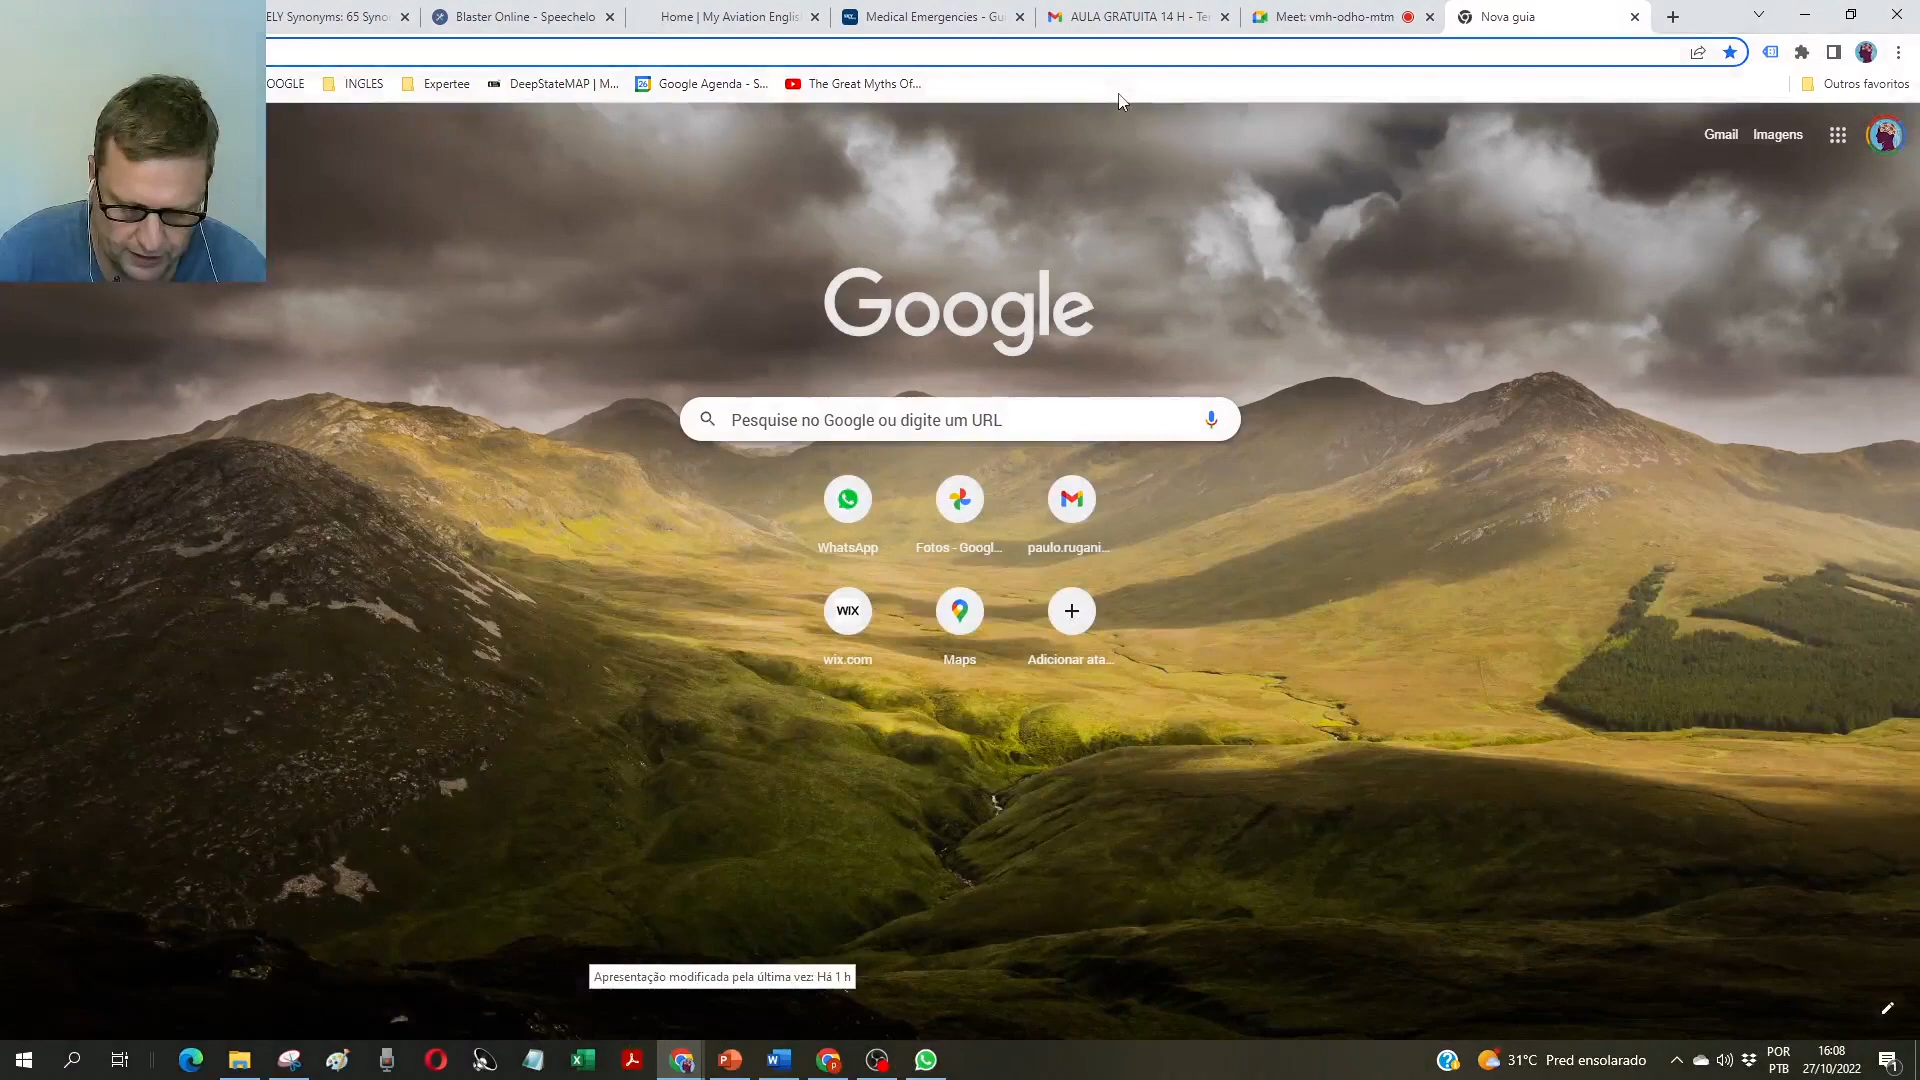 ELY Synonyms: 65 Syno
Blaster Online - Speechelo
Home | My Aviation Englis
Medical Emergencies - Gu
AULA GRATUITA 14 H - Te
Meet: vmh-odho-mtm
Nova guia
OOGLE
INGLES
Expertee
DeepStateMAP | M...
Google Agenda - S...
The Great Myths Of...
Outros favoritos
Gmail
Imagens
Google
Pesquise no Google ou digite um URL
WhatsApp
Fotos - Googl...
paulo.rugani...
WIX
wix.com
Maps
Adicionar ata...
Apresentação modificada pela última vez: Há 1 h
31°C Pred ensolarado
POR
PTB
16:08
27/10/2022